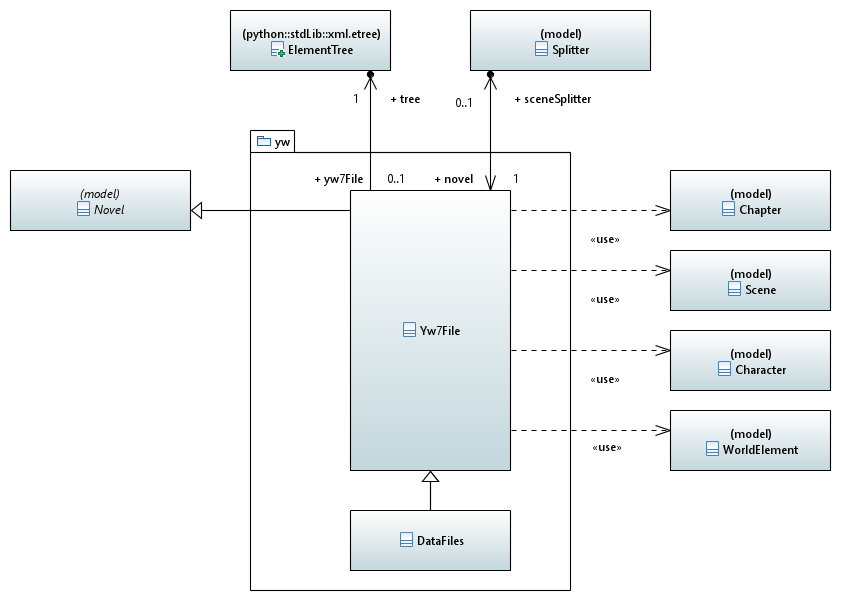 (python::stdLib::xml.etree)
ElementTree
(model)
Splitter
1
+ tree
0..1
+ sceneSplitter
yw
+ yw7File
0..1
+ novel
1
(model)
Novel
(model)
Chapter
«use»
(model)
Scene
«use»
Yw7File
(model)
Character
«use»
(model)
WorldElement
«use»
DataFiles